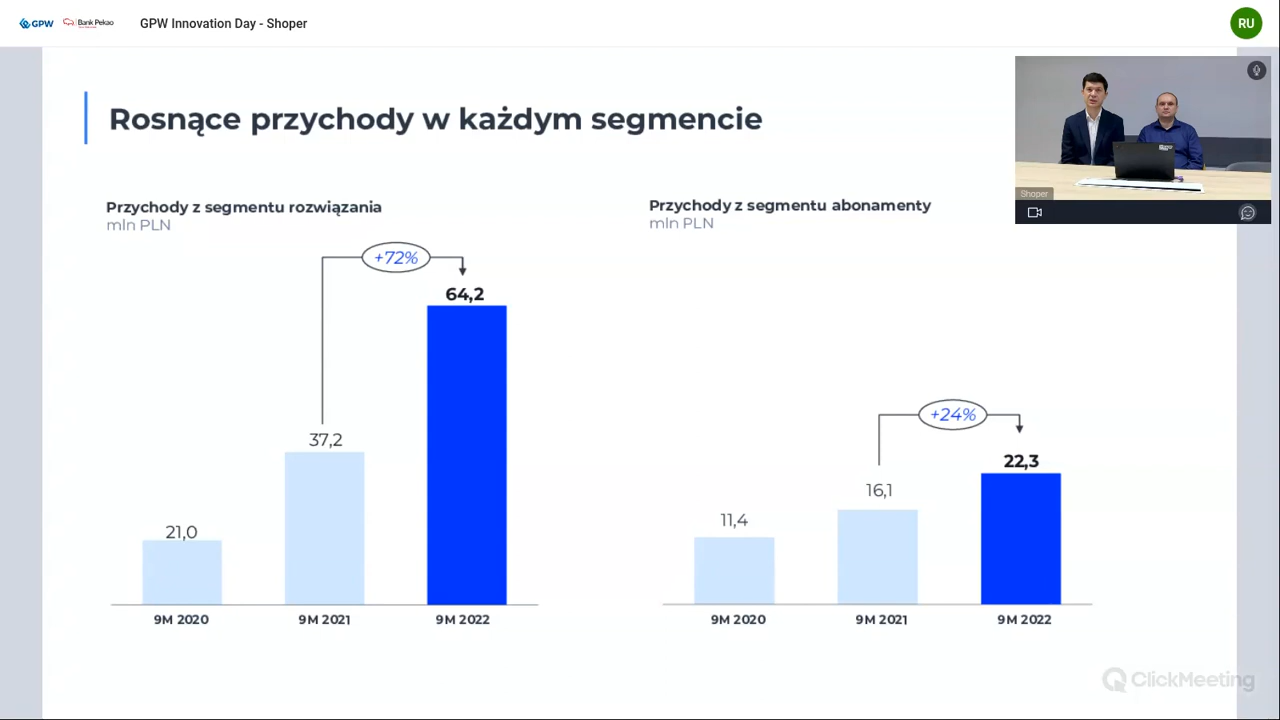 GPW
Bank Pekao
GPW Innovation Day - Shoper
RU
Rosnące przychody w każdym segmencie
Shoper
Przychody z segmentu rozwiązania
mln PLN
+72%
64,2
37,2
21,0
9M 2020
9M 2021
9M 2022
Przychody z segmentu abonamenty
mln PLN
+24%
22,3
16,1
11,4
9M 2020
9M 2021
9M 2022
ClickMeeting